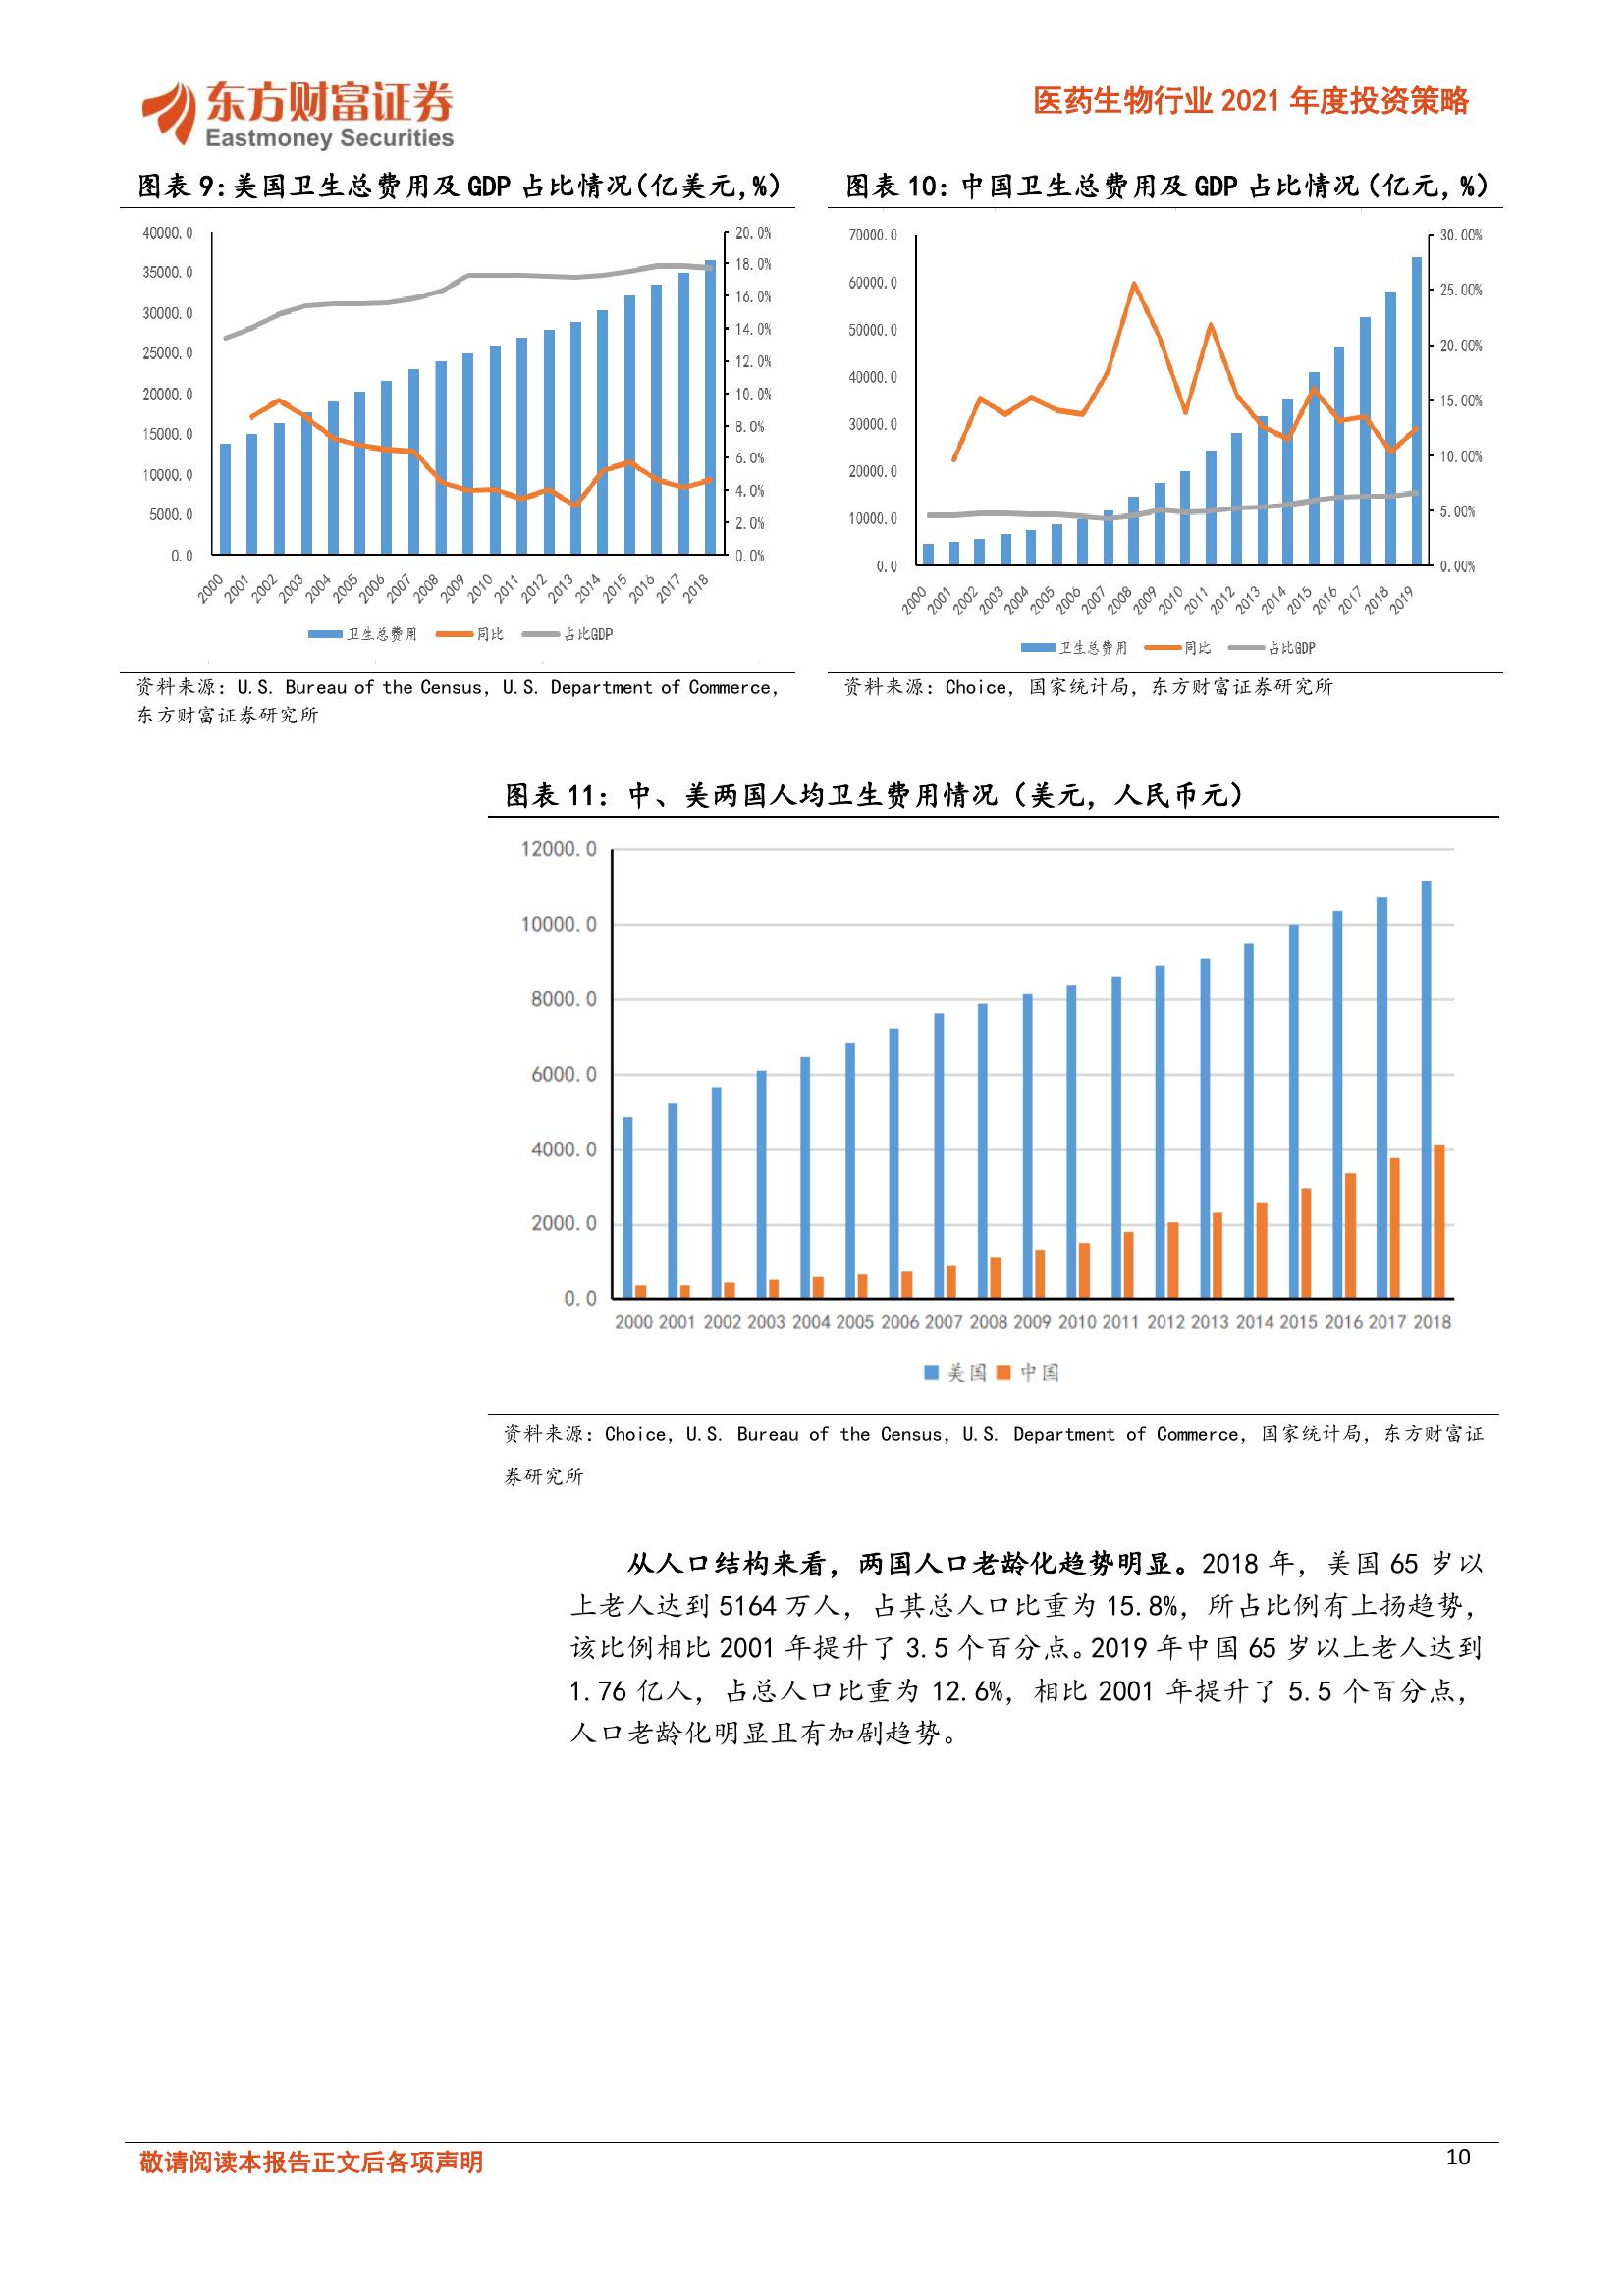 东方财富证券
Eastmoney Securities
医药生物行业 2021 年度投资策略
图表 9：美国卫生总费用及 GDP 占比情况（亿美元，%）
40000.0
35000.0
30000.0
25000.0
20000.0
15000.0
10000.0
5000.0
0.0
20.0%
18.0%
16.0%
14.0%
12.0%
10.0%
8.0%
6.0%
4.0%
2.0%
0.0%
2000 2001 2002 2003 2004 2005 2006 2007 2008 2009 2010 2011 2012 2013 2014 2015 2016 2017 2018
卫生总费用 同比 占比GDP
资料来源：U.S. Bureau of the Census, U.S. Department of Commerce,
东方财富证券研究所
图表 10：中国卫生总费用及 GDP 占比情况（亿元，%）
70000.0
60000.0
50000.0
40000.0
30000.0
20000.0
10000.0
0.0
30.00%
25.00%
20.00%
15.00%
10.00%
5.00%
0.00%
2000 2001 2002 2003 2004 2005 2006 2007 2008 2009 2010 2011 2012 2013 2014 2015 2016 2017 2018 2019
卫生总费用 同比 占比GDP
资料来源：Choice，国家统计局，东方财富证券研究所
图表 11：中、美两国人均卫生费用情况（美元，人民币元）
12000.0
10000.0
8000.0
6000.0
4000.0
2000.0
0.0
2000 2001 2002 2003 2004 2005 2006 2007 2008 2009 2010 2011 2012 2013 2014 2015 2016 2017 2018
美国 中国
资料来源：Choice, U.S. Bureau of the Census, U.S. Department of Commerce, 国家统计局，东方财富证
券研究所
从人口结构来看，两国人口老龄化趋势明显。2018 年，美国 65 岁以
上老人达到 5164 万人，占其总人口比重为 15.8%，所占比例有上扬趋势，
该比例相比 2001 年提升了 3.5 个百分点。2019 年中国 65 岁以上老人达到
1.76 亿人，占总人口比重为 12.6%，相比 2001 年提升了 5.5 个百分点，
人口老龄化明显且有加剧趋势。
敬请阅读本报告正文后各项声明
10